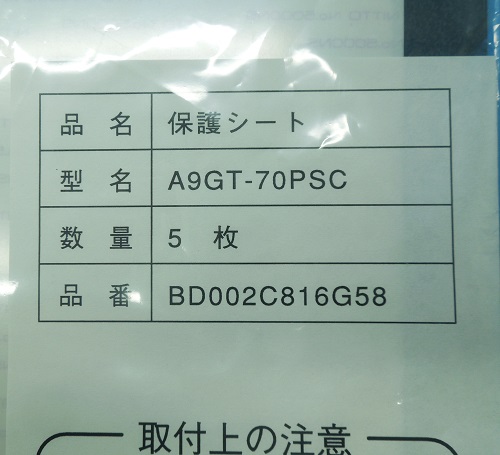 品名 保護シート
型名 A9GT-70PSC
数量 5 枚
品番 BD002C816G58
取付上の注意